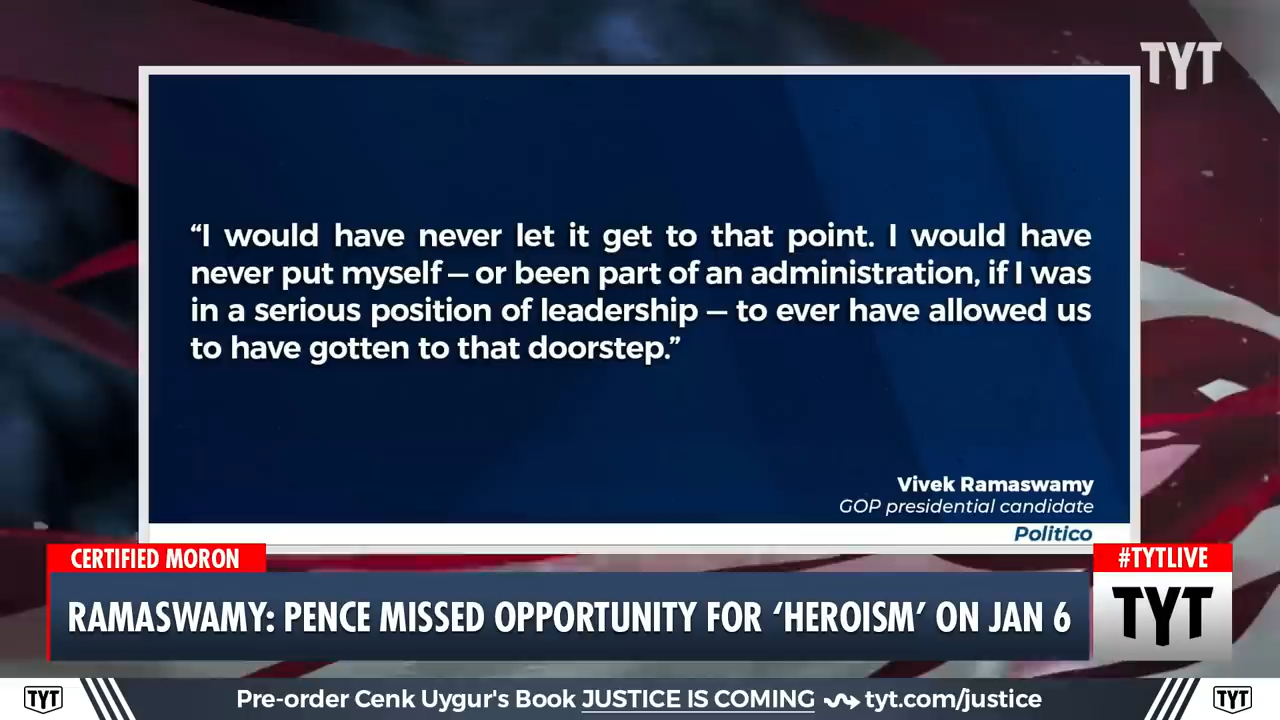 TYT
“I would have never let it get to that point. I would have
never put myself — or been part of an administration, if I was
in a serious position of leadership — to ever have allowed us
to have gotten to that doorstep.”
Vivek Ramaswamy
GOP presidential candidate
Politico
CERTIFIED MORON
#TYTLIVE
RAMASWAMY: PENCE MISSED OPPORTUNITY FOR ‘HEROISM’ ON JAN 6
TYT
TYT
Pre-order Cenk Uygur's Book JUSTICE IS COMING tyt.com/justice
TYT